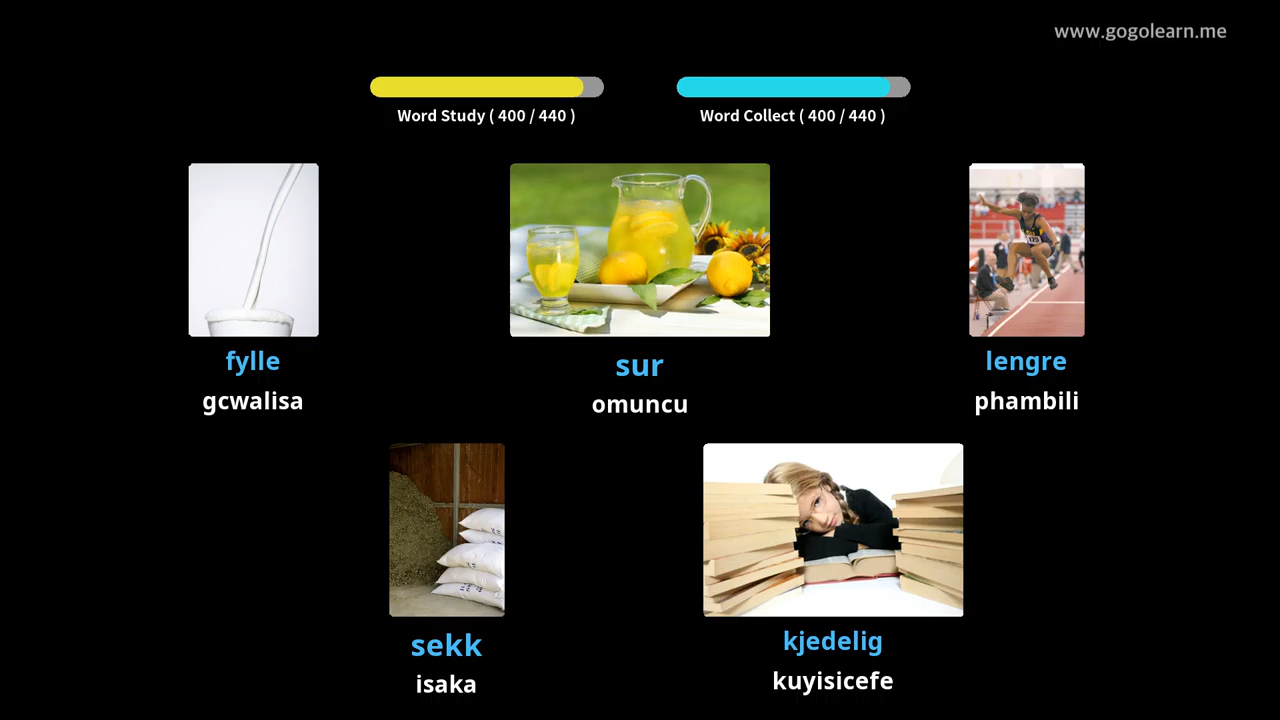 www.gogolearn.me
Word Study ( 400 / 440 )
Word Collect ( 400 / 440 )
fylle
gcwalisa
sur
omuncu
lengre
phambili
sekk
isaka
kjedelig
kuyisicefe